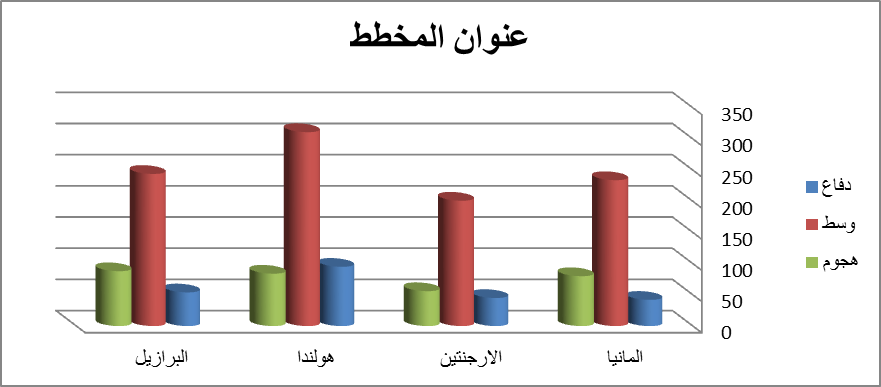 عنوان المخطط
350
300
250
200
150
100
50
0
دفاع
وسط
هجوم
المانيا
الارجنتين
هولندا
البرازيل